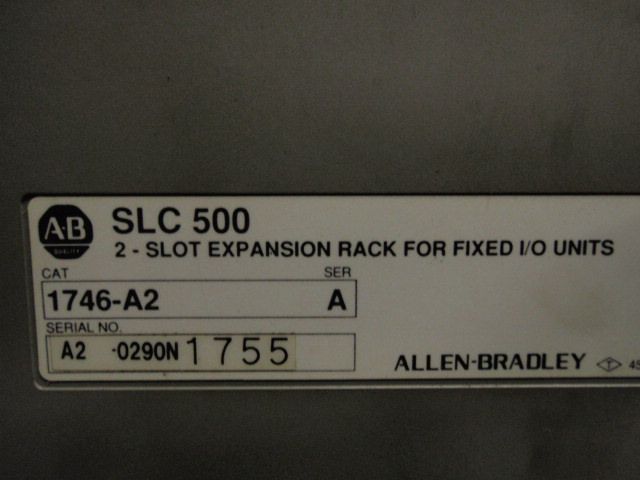 A·B
QUALITY
SLC 500
2 - SLOT EXPANSION RACK FOR FIXED I/O UNITS
CAT SER
1746-A2 A
SERIAL NO.
A2 -0290N 1755
ALLEN-BRADLEY